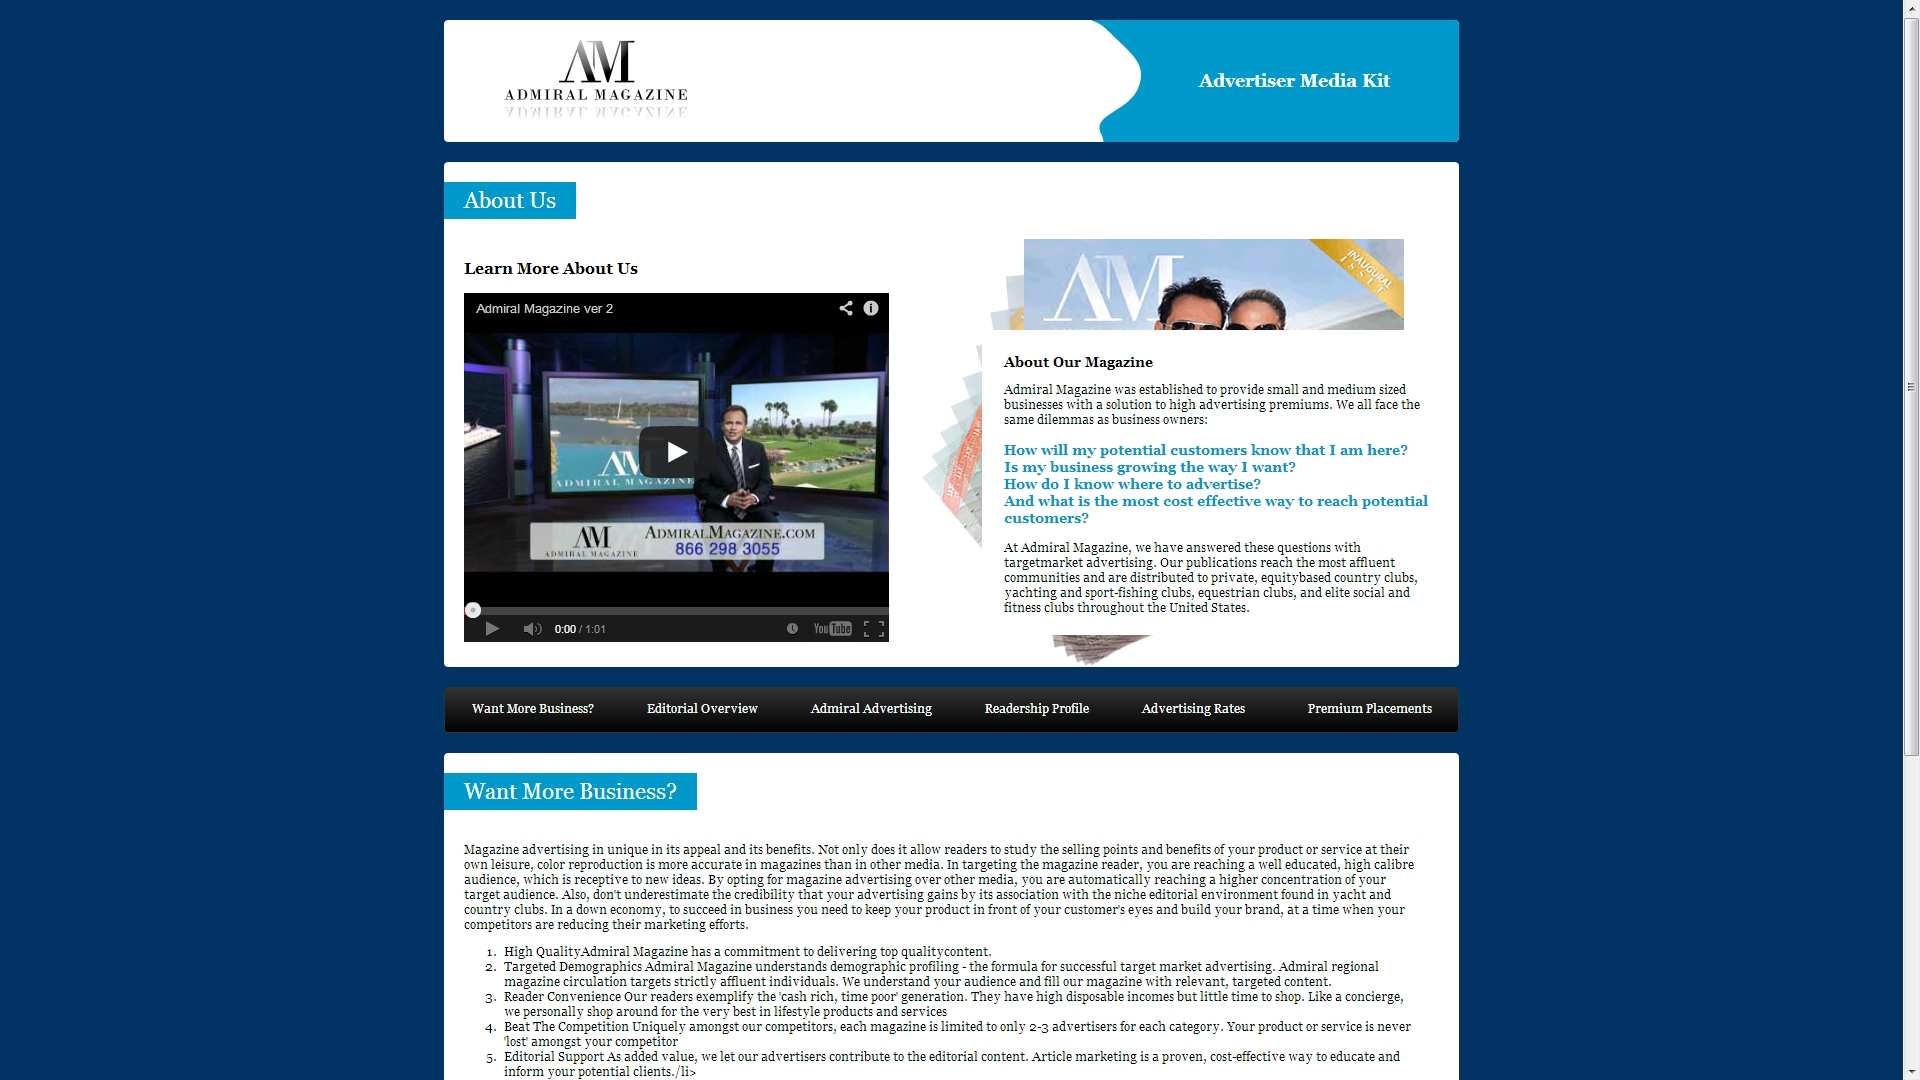 AM
ADMIRAL MAGAZINE
Advertiser Media Kit
About Us
Learn More About Us
Admiral Magazine ver 2
AM
ADMIRAL MAGAZINE
AM
ADMIRAL MAGAZINE
ADMIRALMAGAZINE.COM
866 298 3055
0:00 / 1:01
YouTube
AM
INAUGURAL
ISSUE
About Our Magazine
Admiral Magazine was established to provide small and medium sized
businesses with a solution to high advertising premiums. We all face the
same dilemmas as business owners:
How will my potential customers know that I am here?
Is my business growing the way I want?
How do I know where to advertise?
And what is the most cost effective way to reach potential
customers?
At Admiral Magazine, we have answered these questions with
targetmarket advertising. Our publications reach the most affluent
communities and are distributed to private, equitybased country clubs,
yachting and sport-fishing clubs, equestrian clubs, and elite social and
fitness clubs throughout the United States.
Want More Business? Editorial Overview Admiral Advertising Readership Profile Advertising Rates Premium Placements
Want More Business?
Magazine advertising in unique in its appeal and its benefits. Not only does it allow readers to study the selling points and benefits of your product or service at their
own leisure, color reproduction is more accurate in magazines than in other media. In targeting the magazine reader, you are reaching a well educated, high calibre
audience, which is receptive to new ideas. By opting for magazine advertising over other media, you are automatically reaching a higher concentration of your
target audience. Also, don't underestimate the credibility that your advertising gains by its association with the niche editorial environment found in yacht and
country clubs. In a down economy, to succeed in business you need to keep your product in front of your customer's eyes and build your brand, at a time when your
competitors are reducing their marketing efforts.
1. High QualityAdmiral Magazine has a commitment to delivering top qualitycontent.
2. Targeted Demographics Admiral Magazine understands demographic profiling - the formula for successful target market advertising. Admiral regional
magazine circulation targets strictly affluent individuals. We understand your audience and fill our magazine with relevant, targeted content.
3. Reader Convenience Our readers exemplify the 'cash rich, time poor' generation. They have high disposable incomes but little time to shop. Like a concierge,
we personally shop around for the very best in lifestyle products and services
4. Beat The Competition Uniquely amongst our competitors, each magazine is limited to only 2-3 advertisers for each category. Your product or service is never
'lost' amongst your competitor
5. Editorial Support As added value, we let our advertisers contribute to the editorial content. Article marketing is a proven, cost-effective way to educate and
inform your potential clients./li>